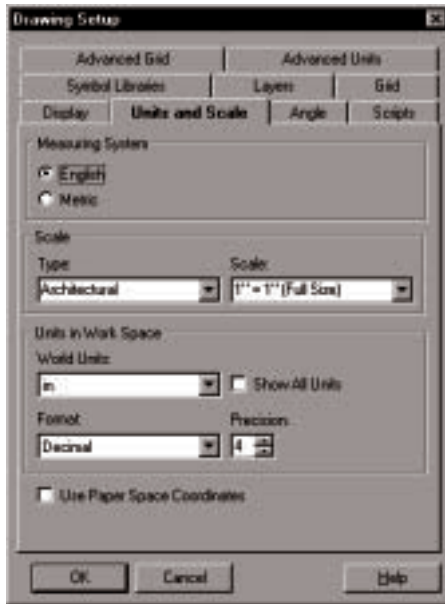 Drawing Setup
Advanced Grid Advanced Units
Symbol Libraries Layers Grid
Display Units and Scale Angle Scripts
Measuring System
English
Metric
Scale
Type: Scale:
Architectural 1'' = 1'' (Full Size)
Units in Work Space
World Units:
in Show All Units
Format: Precision:
Decimal 4
Use Paper Space Coordinates
OK Cancel Help